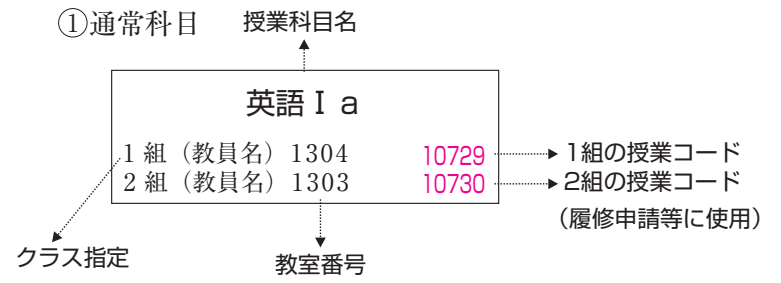 ①通常科目
授業科目名
英語Ⅰa
1組（教員名）1304 10729 1組の授業コード
2組（教員名）1303 10730 2組の授業コード
（履修申請等に使用）
クラス指定
教室番号